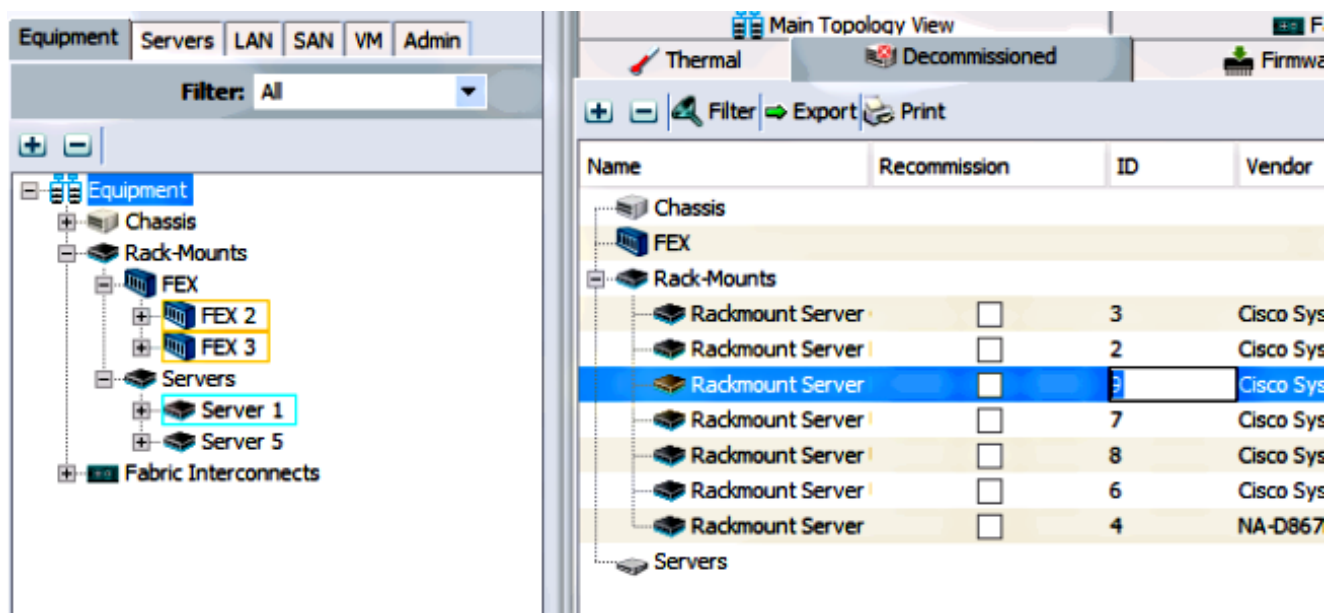 Equipment Servers LAN SAN VM Admin
Filter: All
Equipment
Chassis
Rack-Mounts
FEX
FEX 2
FEX 3
Servers
Server 1
Server 5
Fabric Interconnects
Main Topology View
Thermal Decommissioned
Filter Export Print
Name Recommission ID Vendor
Chassis
FEX
Rack-Mounts
Rackmount Server 3 Cisco Sys
Rackmount Server 2 Cisco Sys
Rackmount Server 9 Cisco Sys
Rackmount Server 7 Cisco Sys
Rackmount Server 8 Cisco Sys
Rackmount Server 6 Cisco Sys
Rackmount Server 4 NA-D867
Servers